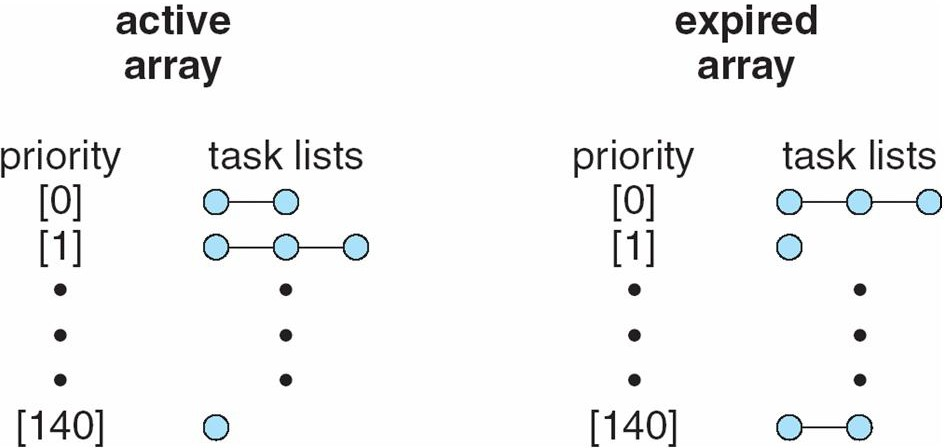 active
array
priority task lists
[0]
[1]
[140]
expired
array
priority task lists
[0]
[1]
[140]